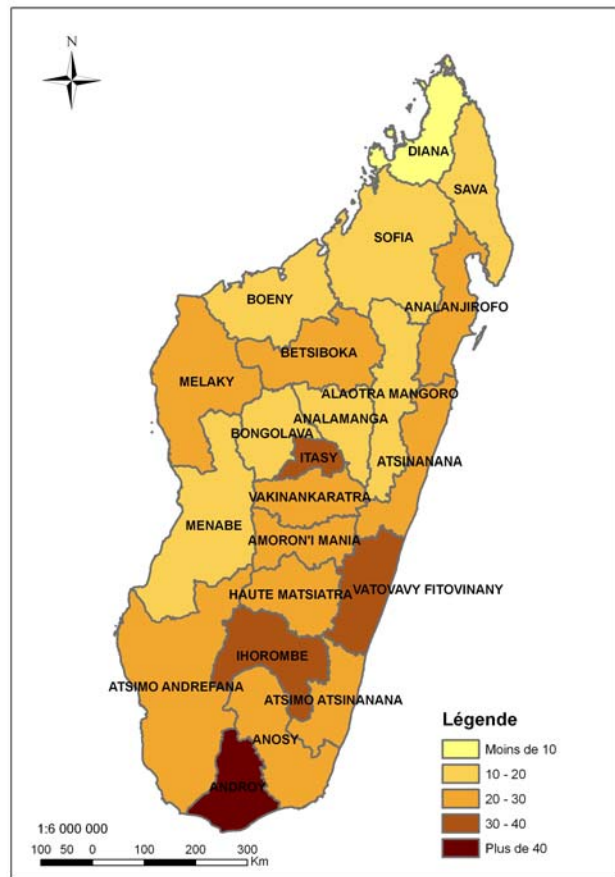 N
DIANA
SAVA
SOFIA
BOENY
ANALANJIROFO
BETSIBOKA
MELAKY
ALAOTRA MANGORO
ANALAMANGA
BONGOLAVA
ITASY
ATSINANANA
VAKINANKARATRA
MENABE
AMORON'I MANIA
HAUTE MATSIATRA
VATOVAVY FITOVINANY
IHOROMBE
ATSIMO ANDREFANA
ATSIMO ATSINANANA
ANOSY
ANDROY
Légende
Moins de 10
10 - 20
20 - 30
30 - 40
Plus de 40
1:6 000 000
100 50 0 100 200 300
Km